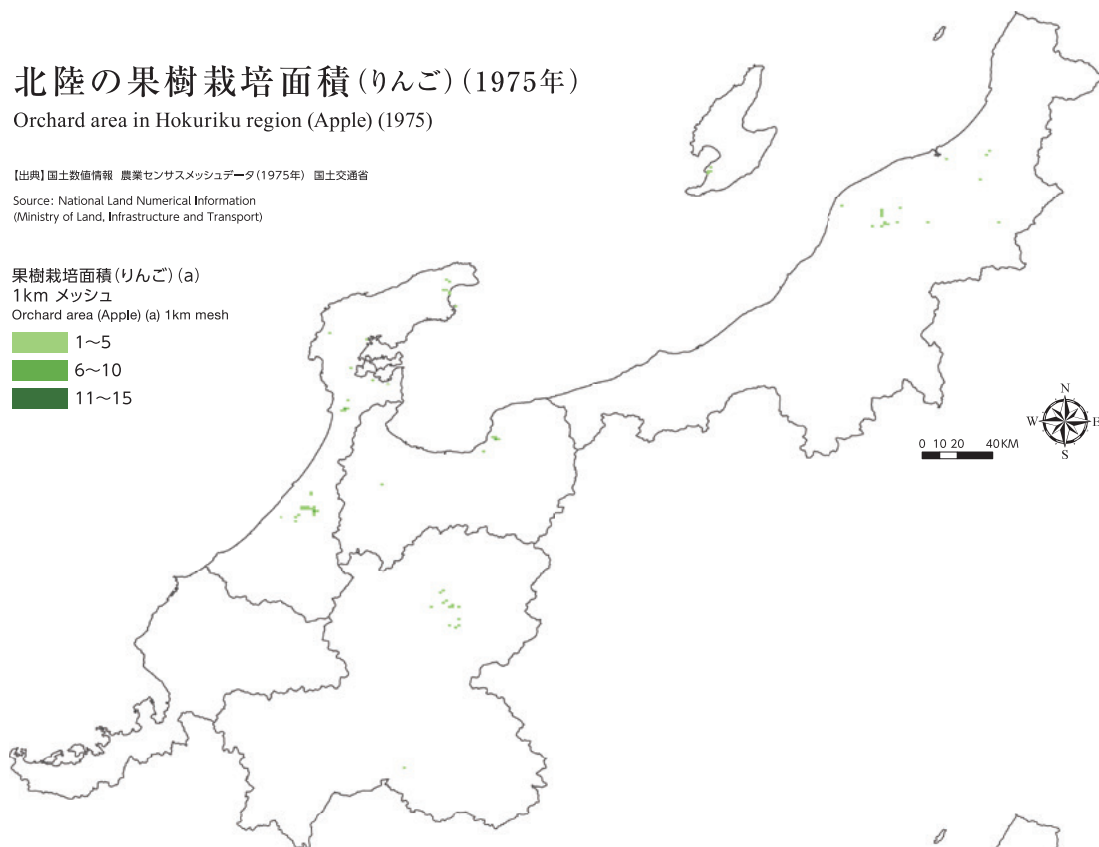 北陸の果樹栽培面積(りんご)(1975年)
Orchard area in Hokuriku region (Apple) (1975)
【出典】国土数値情報 農業センサスメッシュデータ(1975年) 国土交通省
Source: National Land Numerical Information
(Ministry of Land, Infrastructure and Transport)
果樹栽培面積(りんご)(a)
1km メッシュ
Orchard area (Apple) (a) 1km mesh
1〜5
6〜10
11〜15
N
W E
S
0 10 20 40KM